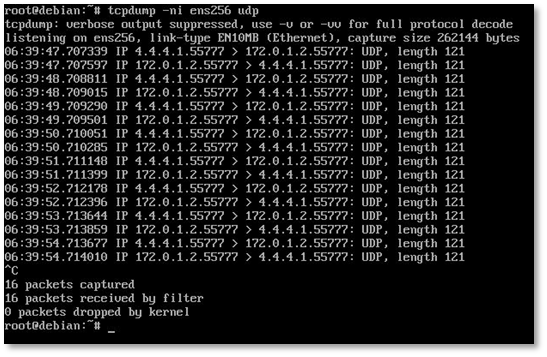 root@debian:~# tcpdump -ni ens256 udp
tcpdump: verbose output suppressed, use -v or -vv for full protocol decode
listening on ens256, link-type EN10MB (Ethernet), capture size 262144 bytes
06:39:47.707339 IP 4.4.4.1.55777 > 172.0.1.2.55777: UDP, length 121
06:39:47.707597 IP 172.0.1.2.55777 > 4.4.4.1.55777: UDP, length 121
06:39:48.708811 IP 4.4.4.1.55777 > 172.0.1.2.55777: UDP, length 121
06:39:48.709015 IP 172.0.1.2.55777 > 4.4.4.1.55777: UDP, length 121
06:39:49.709290 IP 4.4.4.1.55777 > 172.0.1.2.55777: UDP, length 121
06:39:49.709501 IP 172.0.1.2.55777 > 4.4.4.1.55777: UDP, length 121
06:39:50.710051 IP 4.4.4.1.55777 > 172.0.1.2.55777: UDP, length 121
06:39:50.710285 IP 172.0.1.2.55777 > 4.4.4.1.55777: UDP, length 121
06:39:51.711148 IP 4.4.4.1.55777 > 172.0.1.2.55777: UDP, length 121
06:39:51.711399 IP 172.0.1.2.55777 > 4.4.4.1.55777: UDP, length 121
06:39:52.712178 IP 4.4.4.1.55777 > 172.0.1.2.55777: UDP, length 121
06:39:52.712396 IP 172.0.1.2.55777 > 4.4.4.1.55777: UDP, length 121
06:39:53.713644 IP 4.4.4.1.55777 > 172.0.1.2.55777: UDP, length 121
06:39:53.713859 IP 172.0.1.2.55777 > 4.4.4.1.55777: UDP, length 121
06:39:54.713677 IP 4.4.4.1.55777 > 172.0.1.2.55777: UDP, length 121
06:39:54.714010 IP 172.0.1.2.55777 > 4.4.4.1.55777: UDP, length 121
^C
16 packets captured
16 packets received by filter
0 packets dropped by kernel
root@debian:~# _